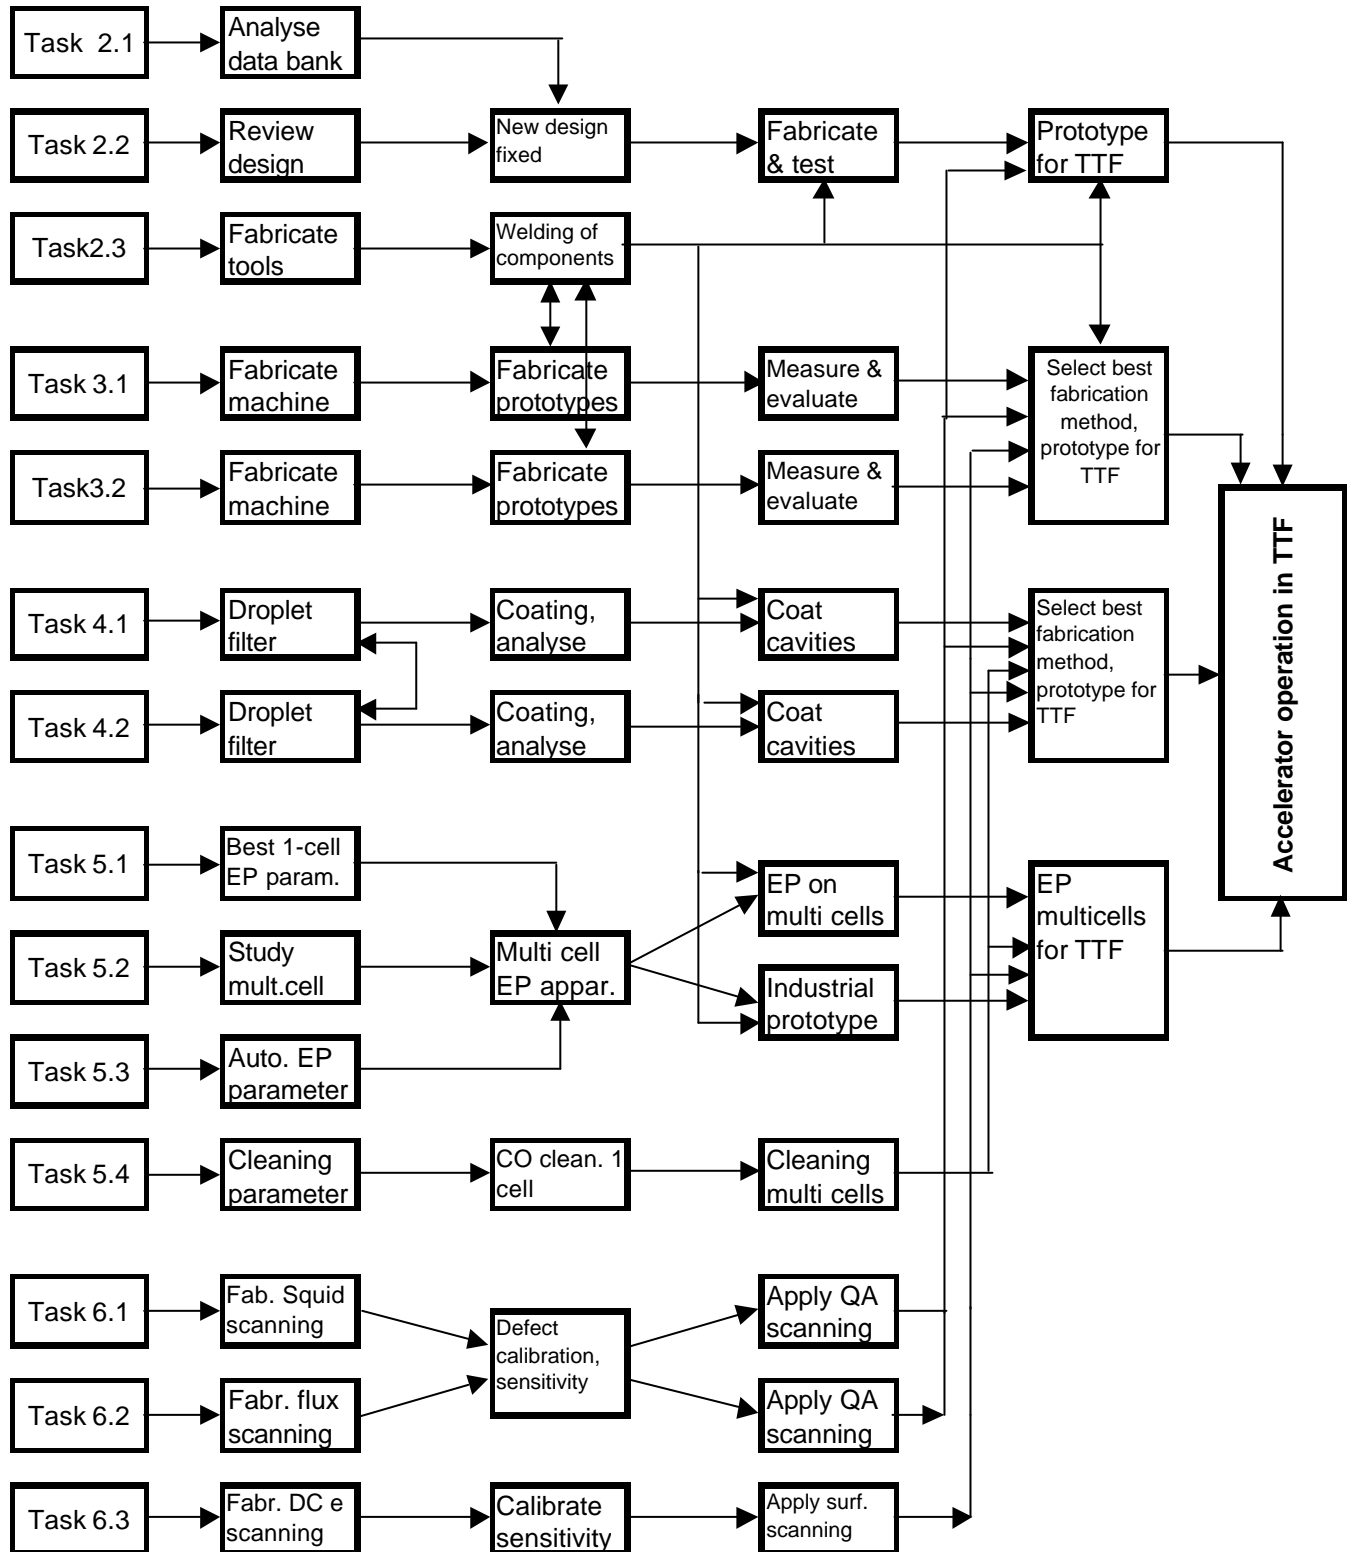 Task 2.1
Analyse
data bank
Task 2.2
Review
design
New design
fixed
Fabricate
& test
Prototype
for TTF
Task2.3
Fabricate
tools
Welding of
components
Task 3.1
Fabricate
machine
Fabricate
prototypes
Measure &
evaluate
Select best
fabrication
method,
prototype for
TTF
Task3.2
Fabricate
machine
Fabricate
prototypes
Measure &
evaluate
Accelerator operation in TTF
Task 4.1
Droplet
filter
Coating,
analyse
Coat
cavities
Select best
fabrication
method,
prototype for
TTF
Task 4.2
Droplet
filter
Coating,
analyse
Coat
cavities
Task 5.1
Best 1-cell
EP param.
EP on
multi cells
EP
multicells
for TTF
Task 5.2
Study
mult.cell
Multi cell
EP appar.
Industrial
prototype
Task 5.3
Auto. EP
parameter
Task 5.4
Cleaning
parameter
CO clean. 1
cell
Cleaning
multi cells
Task 6.1
Fab. Squid
scanning
Defect
calibration,
sensitivity
Apply QA
scanning
Task 6.2
Fabr. flux
scanning
Apply QA
scanning
Task 6.3
Fabr. DC e
scanning
Calibrate
sensitivity
Apply surf.
scanning